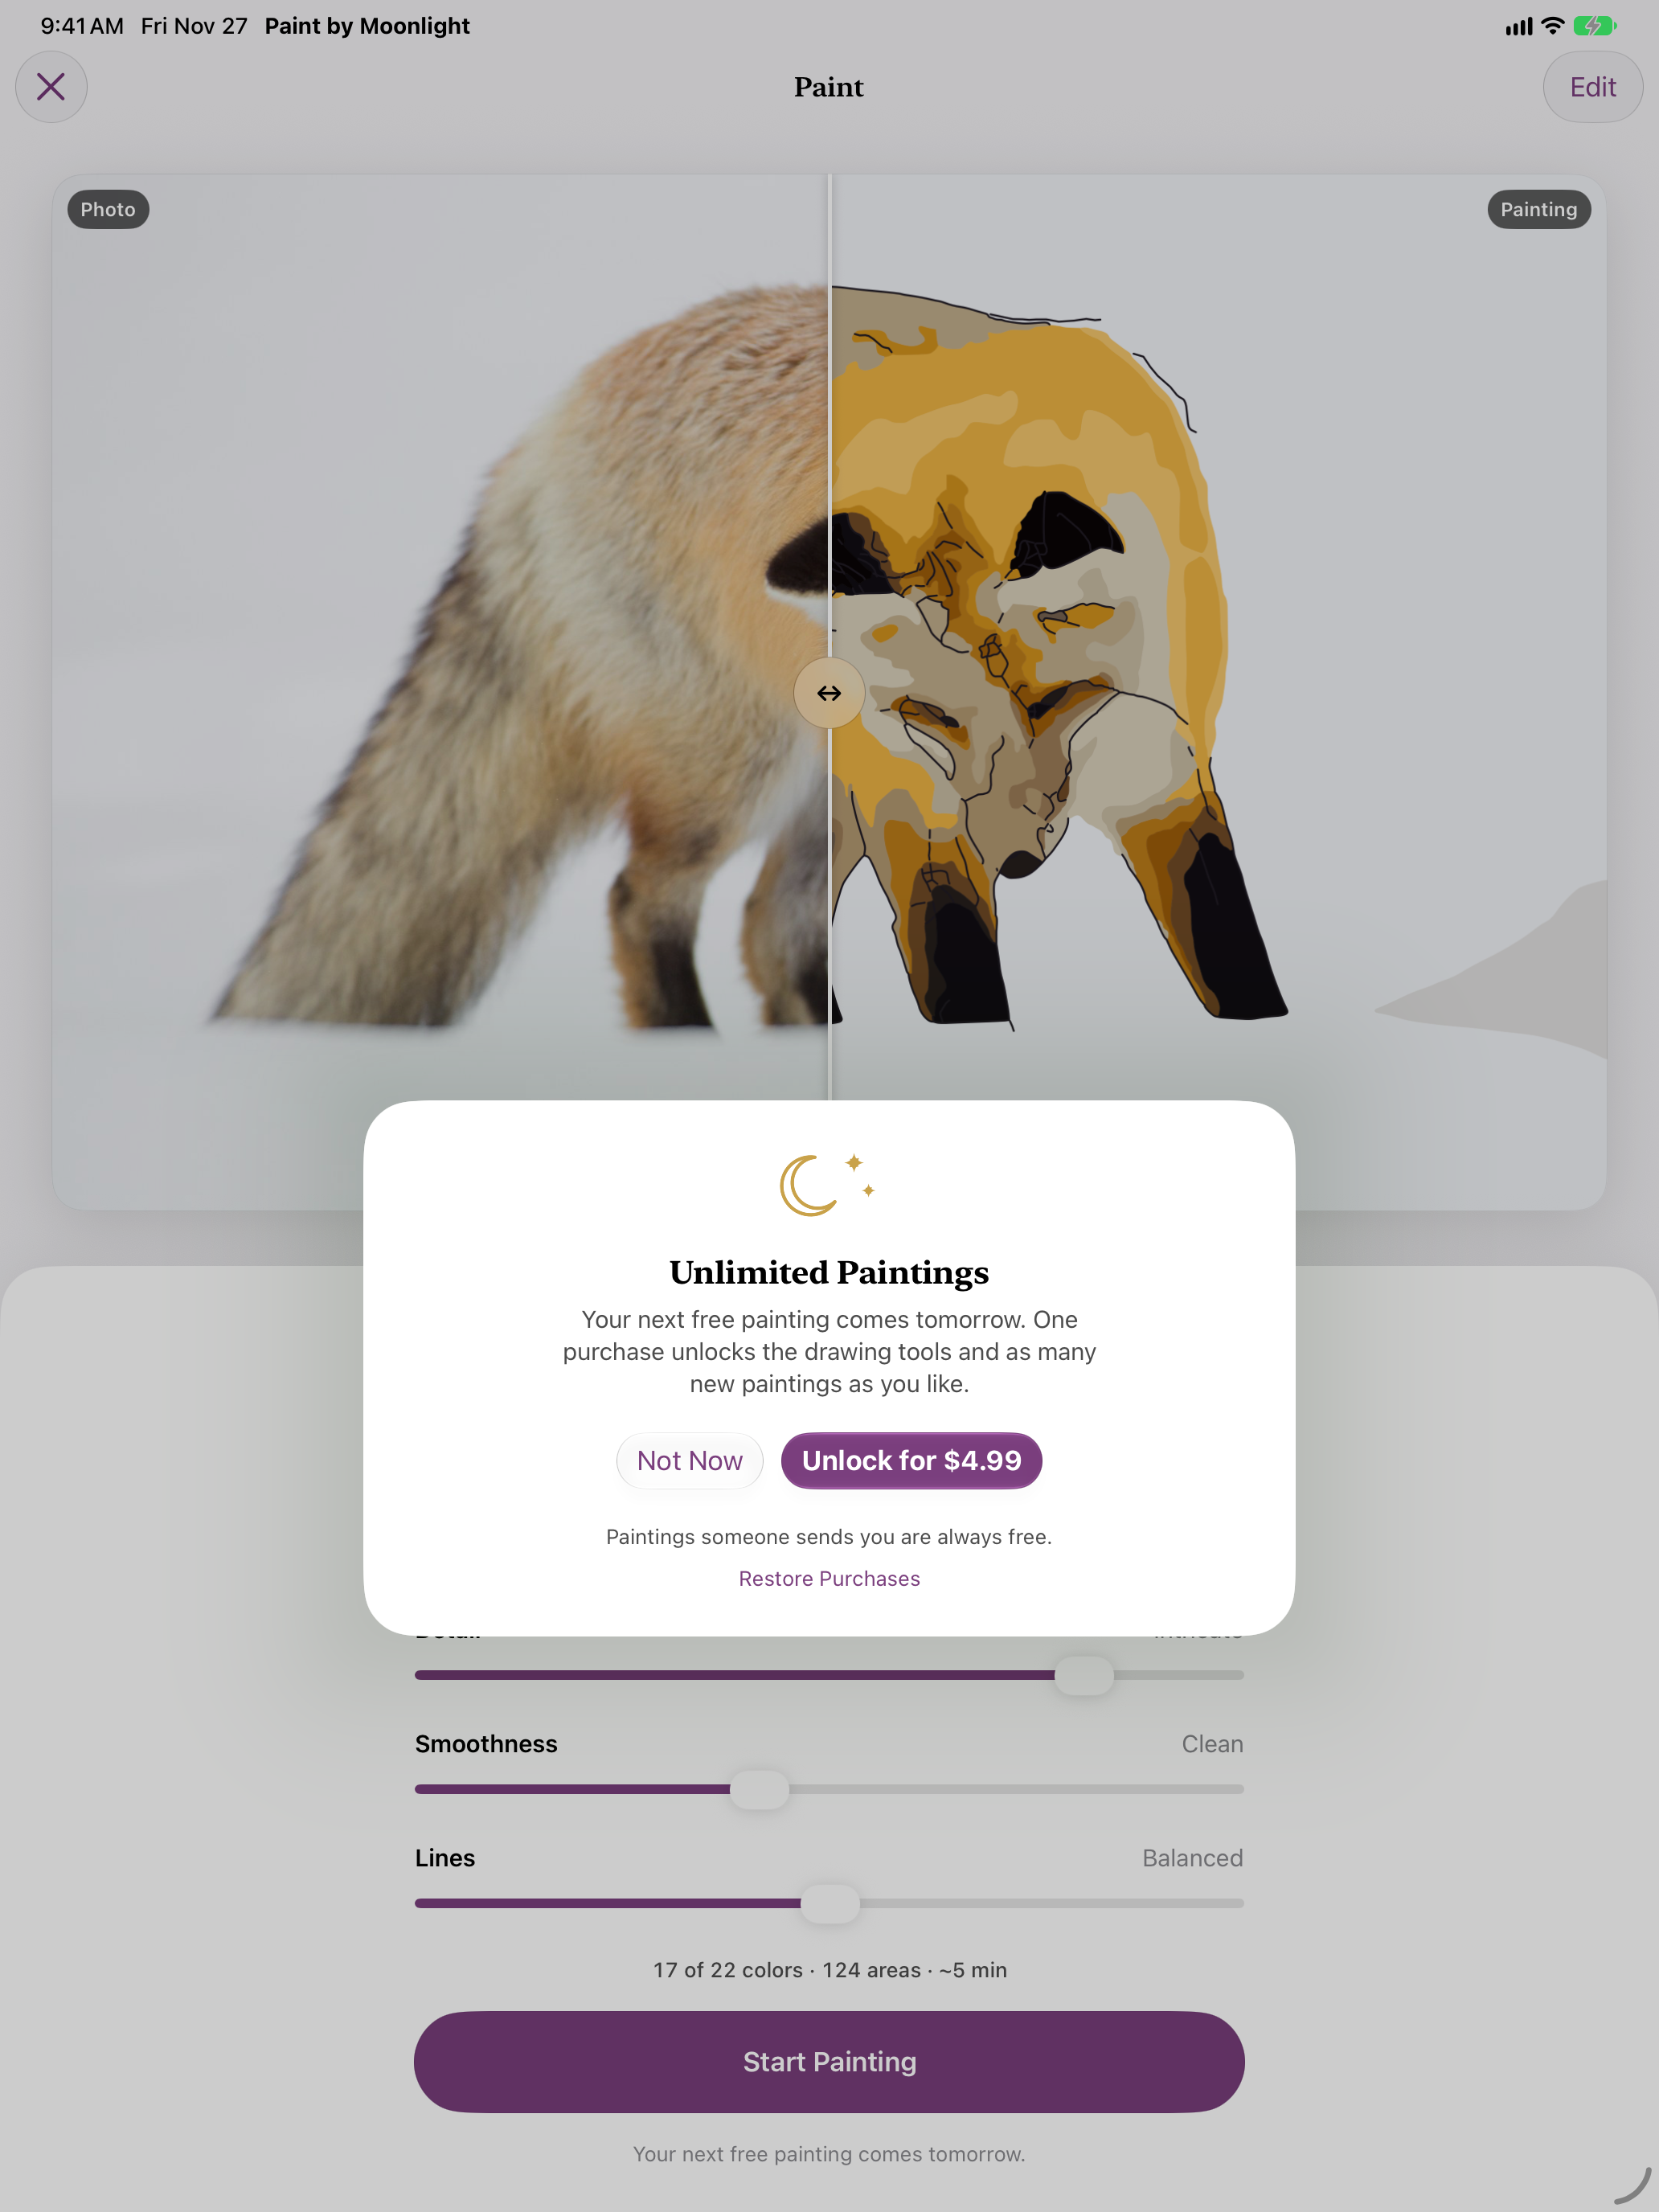 9:41 AM Fri Nov 27 Paint by Moonlight
Paint
Edit
Photo
Painting
Unlimited Paintings
Your next free painting comes tomorrow. One
purchase unlocks the drawing tools and as many
new paintings as you like.
Not Now
Unlock for $4.99
Paintings someone sends you are always free.
Restore Purchases
Smoothness
Clean
Lines
Balanced
17 of 22 colors · 124 areas · ~5 min
Start Painting
Your next free painting comes tomorrow.